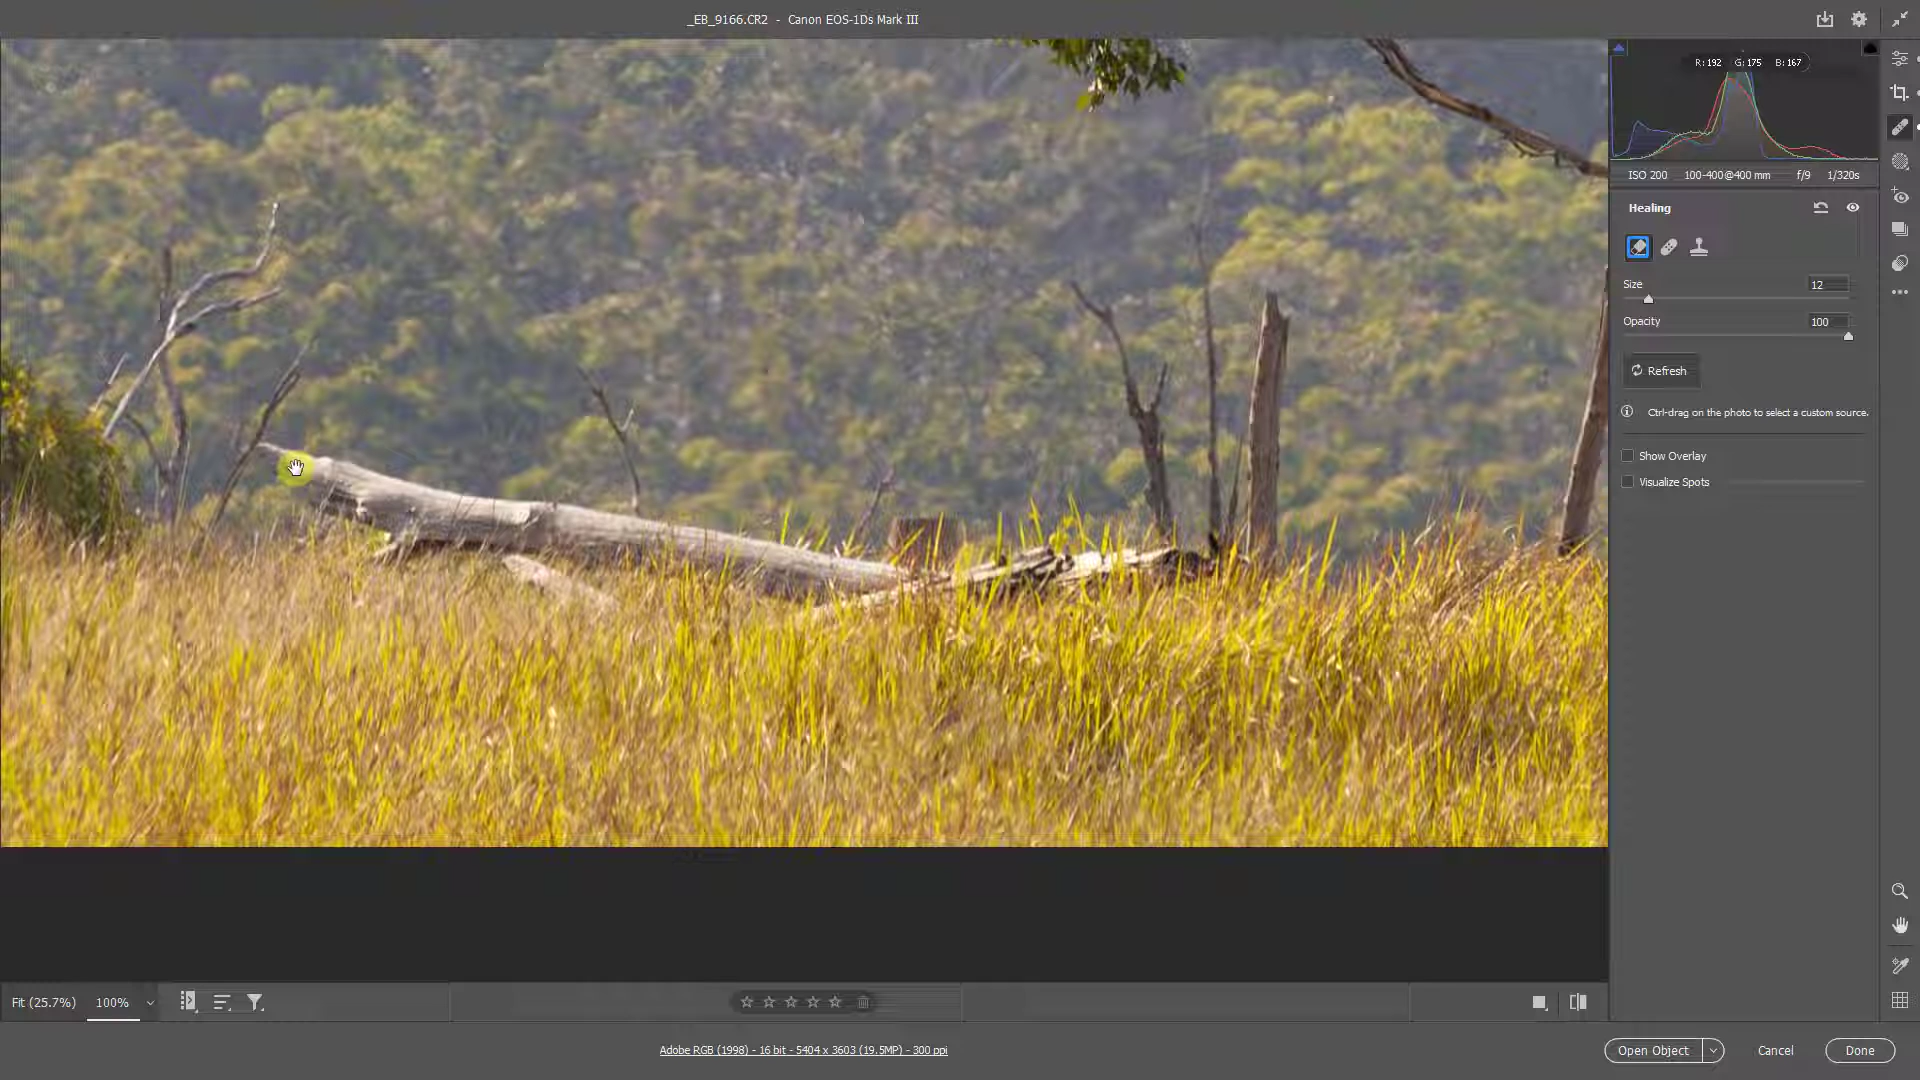 _EB_9166.CR2 - Canon EOS-1Ds Mark III
R: 192 G: 175 B: 167
ISO 200 100-400@400 mm f/9 1/320s
Healing
Size 12
Opacity 100
Refresh
Ctrl-drag on the photo to select a custom source.
Show Overlay
Visualize Spots
Fit (25.7%) 100%
Adobe RGB (1998) - 16 bit - 5404 x 3603 (19.5MP) - 300 ppi
Open Object Cancel Done